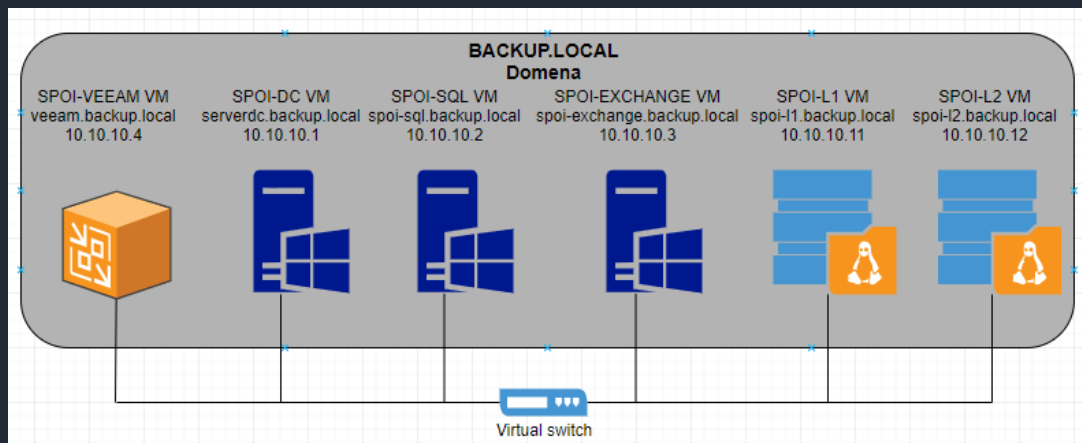 BACKUP.LOCAL
Domena
SPOI-VEEAM VM
veeam.backup.local
10.10.10.4
SPOI-DC VM
serverdc.backup.local
10.10.10.1
SPOI-SQL VM
spoi-sql.backup.local
10.10.10.2
SPOI-EXCHANGE VM
spoi-exchange.backup.local
10.10.10.3
SPOI-L1 VM
spoi-l1.backup.local
10.10.10.11
SPOI-L2 VM
spoi-l2.backup.local
10.10.10.12
Virtual switch